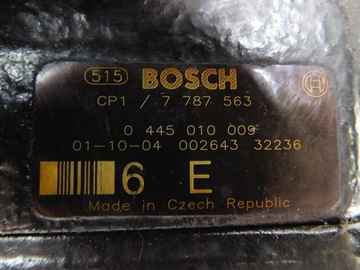 515 BOSCH
CP1 / 7 787 563
0 445 010 009
01-10-04 002643 32236
6 E
Made in Czech Republic